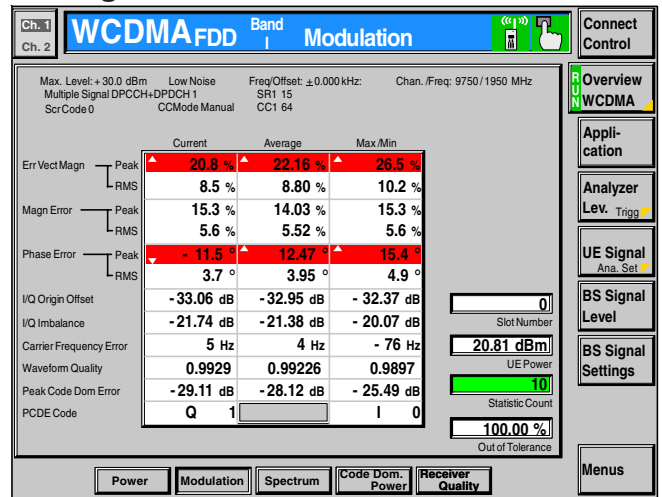 Ch. 1
Ch. 2
WCDMA FDD Band I Modulation
Connect Control
Max. Level: + 30.0 dBm Low Noise Freq/Offset: ± 0.000 kHz: Chan. /Freq: 9750 / 1950 MHz
Multiple Signal DPCCH+DPDCH 1 SR1 15
Scr Code 0 CCMode Manual CC1 64
RUN Overview WCDMA
Current Average Max /Min
Appli-cation
Err Vect Magn Peak 20.8 % 22.16 % 26.5 %
RMS 8.5 % 8.80 % 10.2 %
Analyzer Lev. Trigg
Magn Error Peak 15.3 % 14.03 % 15.3 %
RMS 5.6 % 5.52 % 5.6 %
Phase Error Peak - 11.5 ° 12.47 ° 15.4 °
RMS 3.7 ° 3.95 ° 4.9 °
UE Signal Ana. Set
I/Q Origin Offset - 33.06 dB - 32.95 dB - 32.37 dB
0
Slot Number
BS Signal Level
I/Q Imbalance - 21.74 dB - 21.38 dB - 20.07 dB
Carrier Frequency Error 5 Hz 4 Hz - 76 Hz
20.81 dBm
UE Power
BS Signal Settings
Waveform Quality 0.9929 0.99226 0.9897
Peak Code Dom Error - 29.11 dB - 28.12 dB - 25.49 dB
10
Statistic Count
PCDE Code Q 1 I 0
100.00 %
Out of Tolerance
Power Modulation Spectrum Code Dom. Power Receiver Quality
Menus